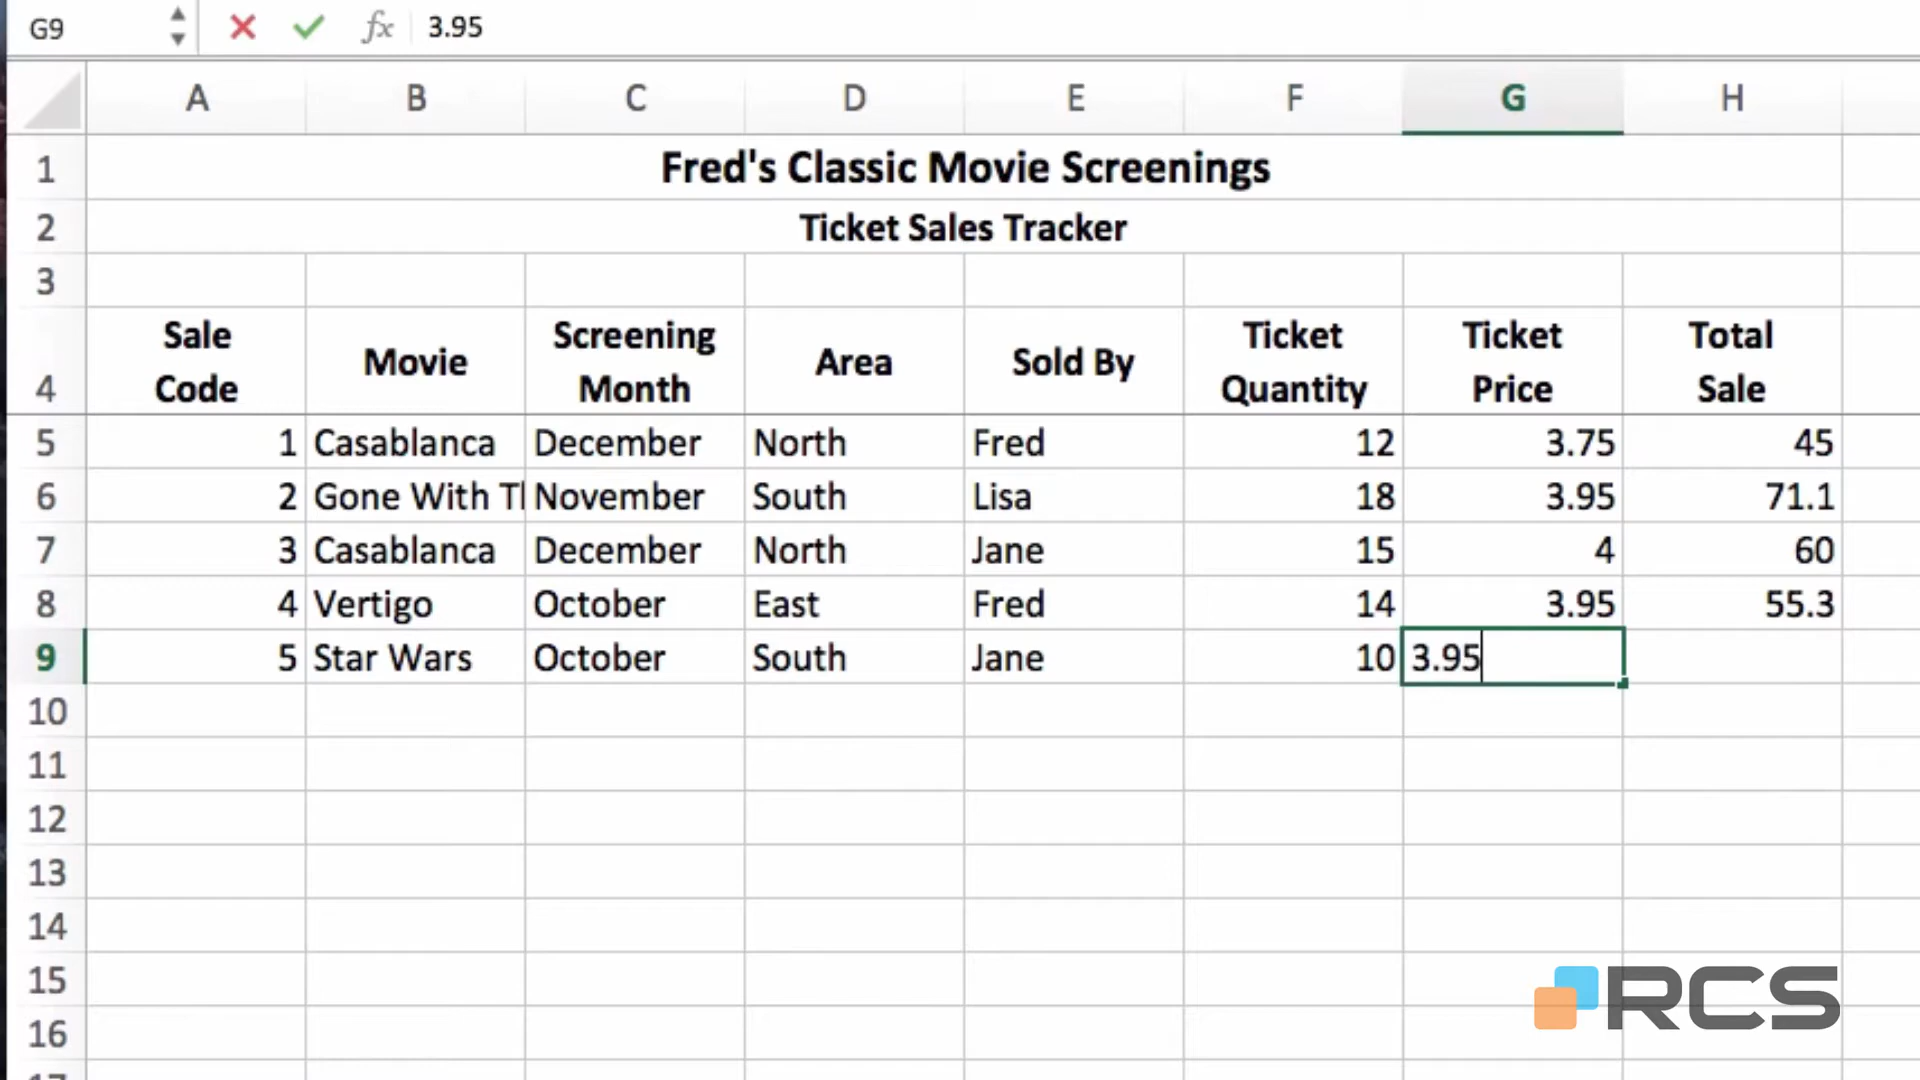 G9 fx 3.95
A B C D E F G H
1 Fred's Classic Movie Screenings
2 Ticket Sales Tracker
3
4 Sale Code Movie Screening Month Area Sold By Ticket Quantity Ticket Price Total Sale
5 1 Casablanca December North Fred 12 3.75 45
6 2 Gone With Th November South Lisa 18 3.95 71.1
7 3 Casablanca December North Jane 15 4 60
8 4 Vertigo October East Fred 14 3.95 55.3
9 5 Star Wars October South Jane 10 3.95
10
11
12
13
14
15
RCS
16
17